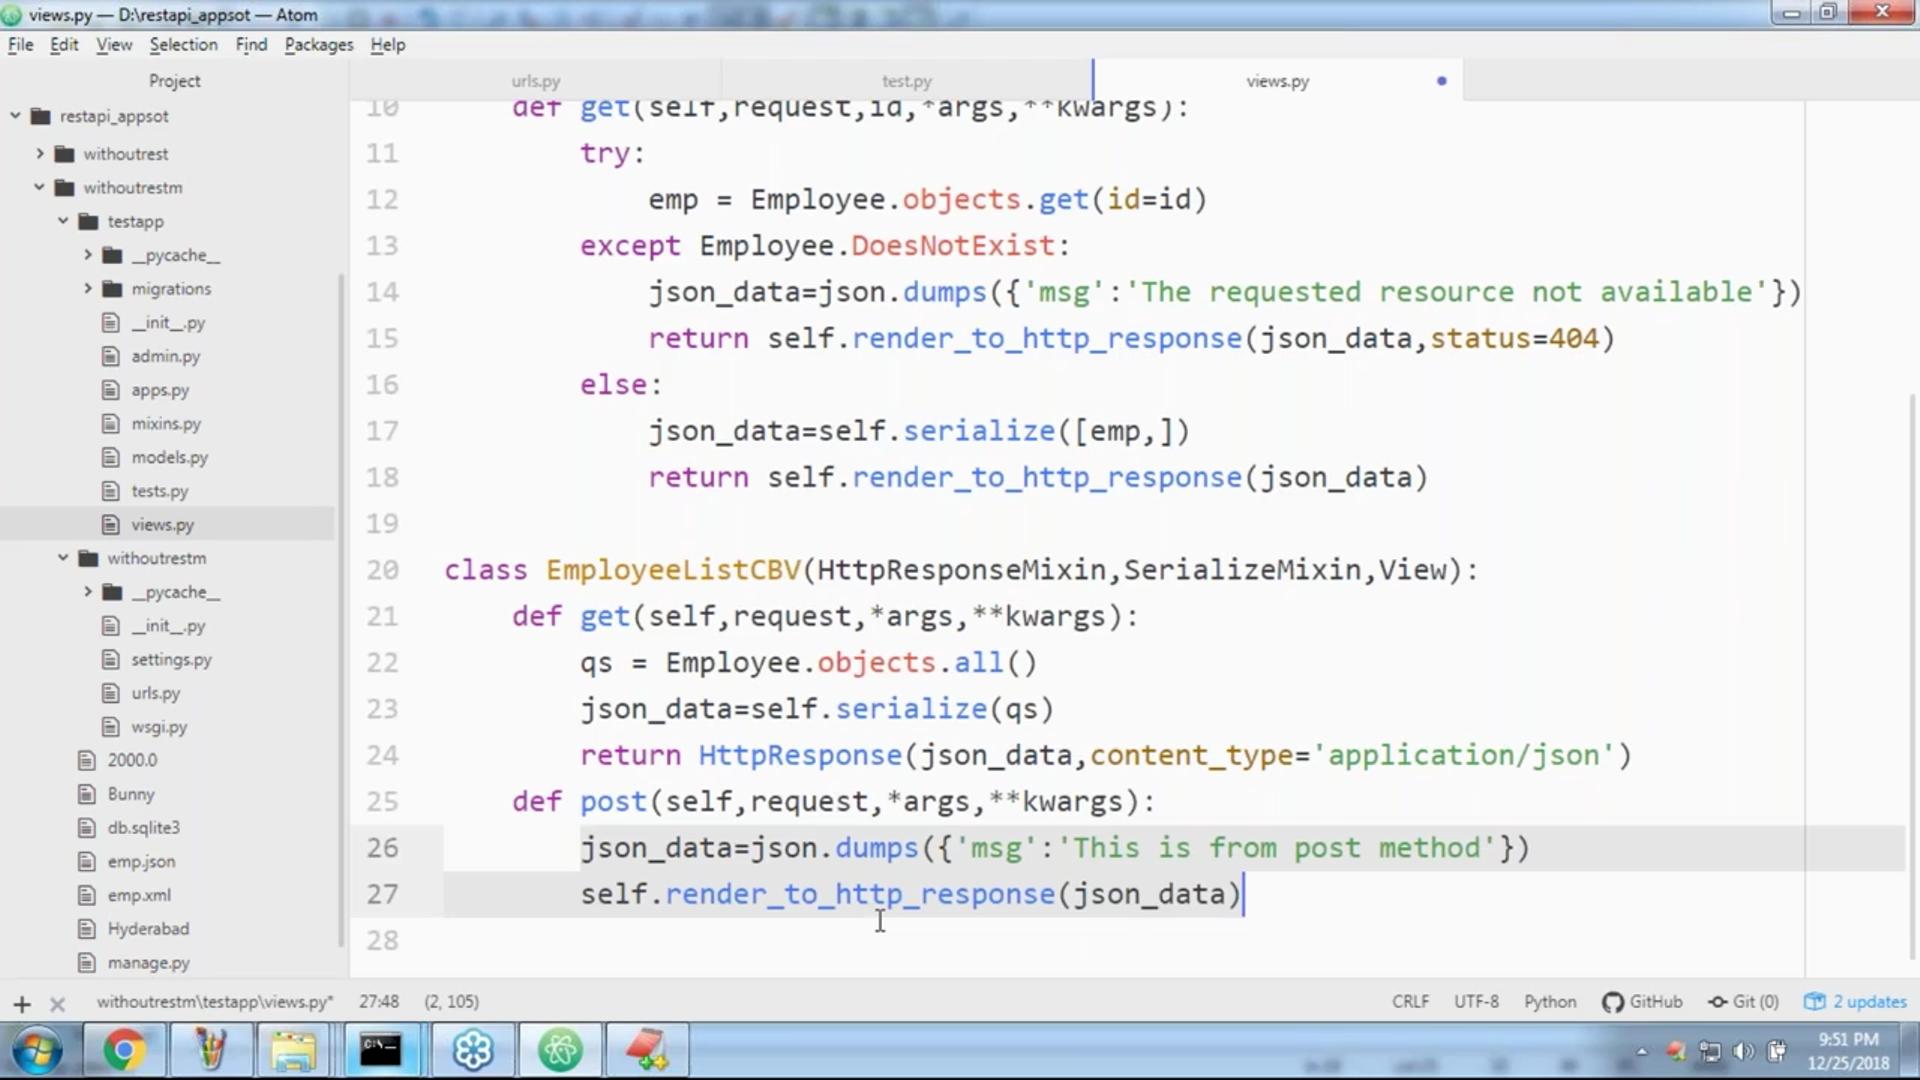 views.py — D:\restapi_appsot — Atom
File Edit View Selection Find Packages Help
Project
urls.py
test.py
views.py
restapi_appsot
withoutrest
withoutrestm
testapp
__pycache__
migrations
__init__.py
admin.py
apps.py
mixins.py
models.py
tests.py
views.py
withoutrestm
__pycache__
__init__.py
settings.py
urls.py
wsgi.py
2000.0
Bunny
db.sqlite3
emp.json
emp.xml
Hyderabad
manage.py
10 def get(self,request,id,*args,**kwargs):
11 try:
12 emp = Employee.objects.get(id=id)
13 except Employee.DoesNotExist:
14 json_data=json.dumps({'msg':'The requested resource not available'})
15 return self.render_to_http_response(json_data,status=404)
16 else:
17 json_data=self.serialize([emp,])
18 return self.render_to_http_response(json_data)
19
20 class EmployeeListCBV(HttpResponseMixin,SerializeMixin,View):
21 def get(self,request,*args,**kwargs):
22 qs = Employee.objects.all()
23 json_data=self.serialize(qs)
24 return HttpResponse(json_data,content_type='application/json')
25 def post(self,request,*args,**kwargs):
26 json_data=json.dumps({'msg':'This is from post method'})
27 self.render_to_http_response(json_data)
28
withoutrestm\testapp\views.py* 27:48 (2, 105) CRLF UTF-8 Python GitHub Git (0) 2 updates
C:\_
9:51 PM
12/25/2018